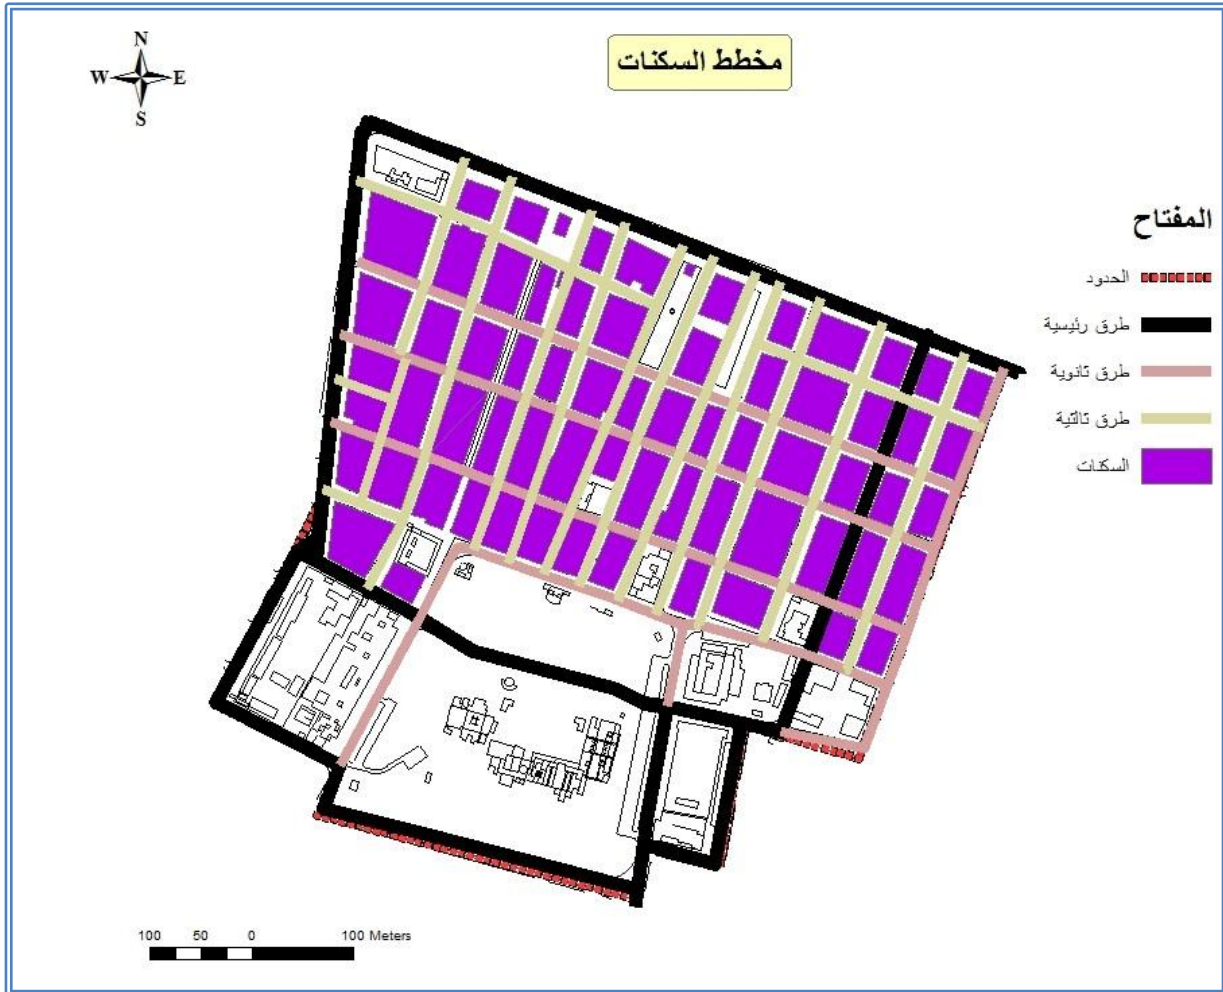 N
W E
S
مخطط السكنات
المفتاح
الحدود
طرق رئيسية
طرق ثانوية
طرق ثالثية
السكنات
100 50 0 100 Meters